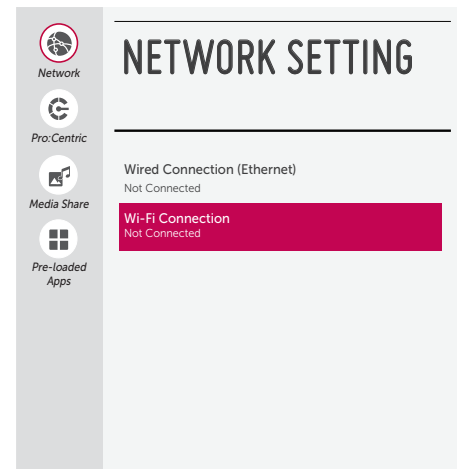 Network
Pro:Centric
Media Share
Pre-loaded
Apps
NETWORK SETTING
Wired Connection (Ethernet)
Not Connected
Wi-Fi Connection
Not Connected